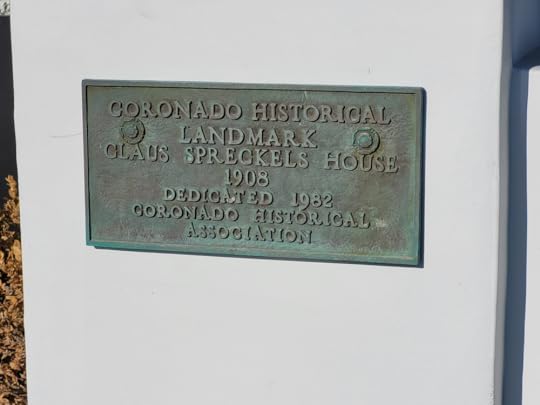 CORONADO HISTORICAL
LANDMARK
CLAUS SPRECKELS HOUSE
1908
DEDICATED 1982
CORONADO HISTORICAL
ASSOCIATION